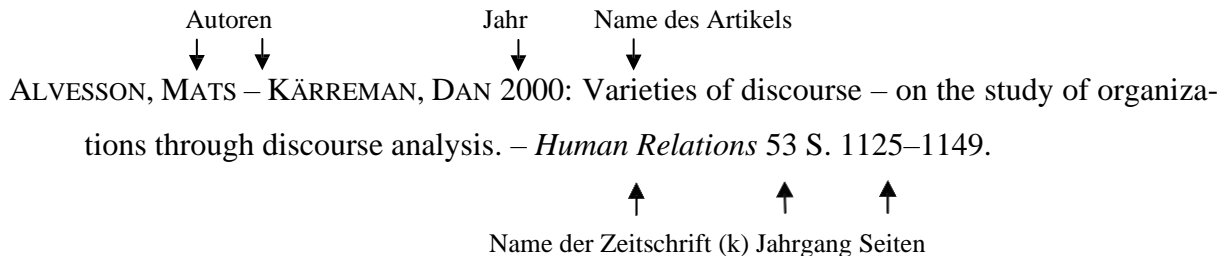 Autoren Jahr Name des Artikels
ALVESSON, MATS – KÄRREMAN, DAN 2000: Varieties of discourse – on the study of organiza-
tions through discourse analysis. – Human Relations 53 S. 1125–1149.
Name der Zeitschrift (k) Jahrgang Seiten